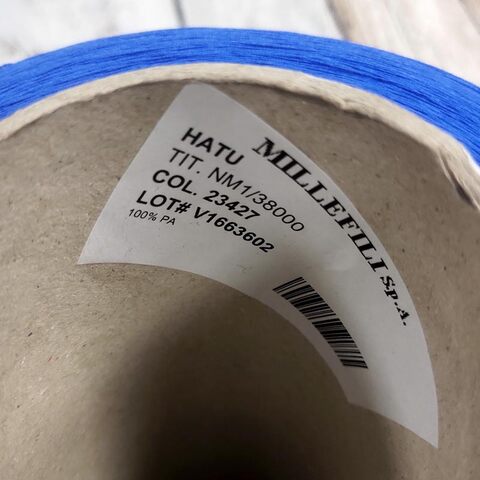 MILLEFILI S.p.A.
HATU
TIT. NM1/38000
COL. 23427
LOT# V1663602
100% PA